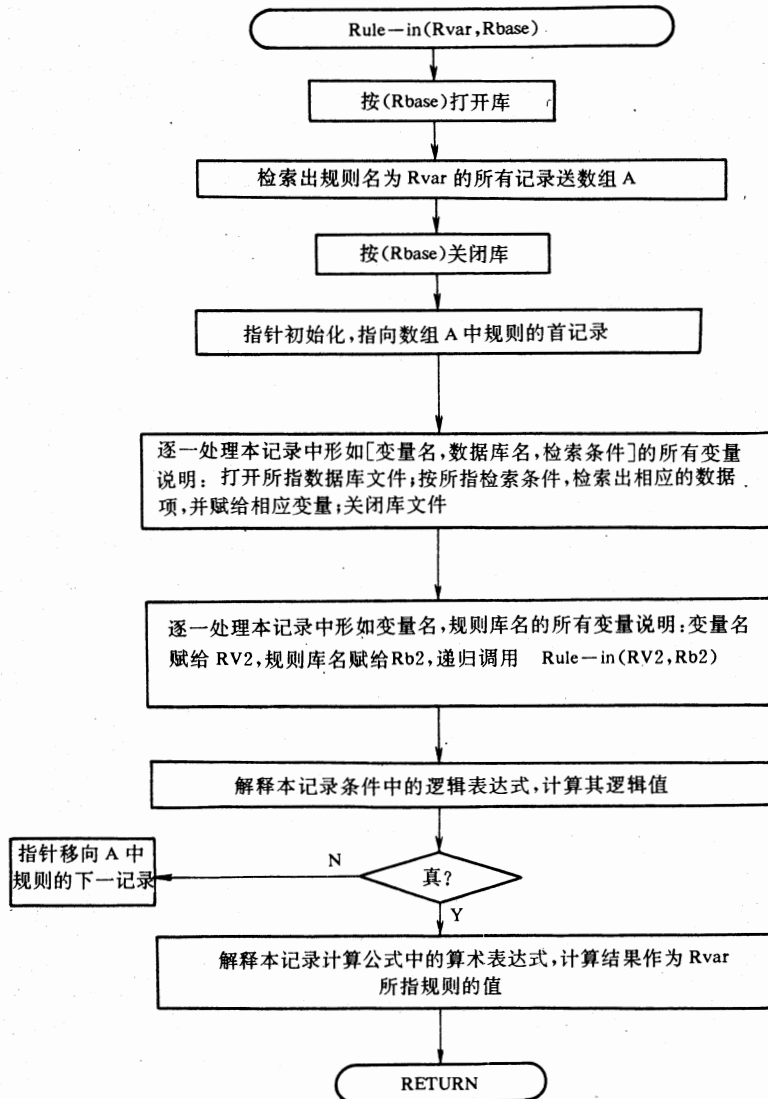 Rule—in(Rvar,Rbase)
按(Rbase)打开库
检索出规则名为 Rvar 的所有记录送数组 A
按(Rbase)关闭库
指针初始化,指向数组 A 中规则的首记录
逐一处理本记录中形如[变量名,数据库名,检索条件]的所有变量
说明: 打开所指数据库文件;按所指检索条件,检索出相应的数据
项,并赋给相应变量;关闭库文件
逐一处理本记录中形如变量名,规则库名的所有变量说明:变量名
赋给 RV2,规则库名赋给Rb2,递归调用 Rule—in(RV2,Rb2)
解释本记录条件中的逻辑表达式,计算其逻辑值
指针移向 A 中
规则的下一记录
N
真?
Y
解释本记录计算公式中的算术表达式,计算结果作为 Rvar
所指规则的值
RETURN